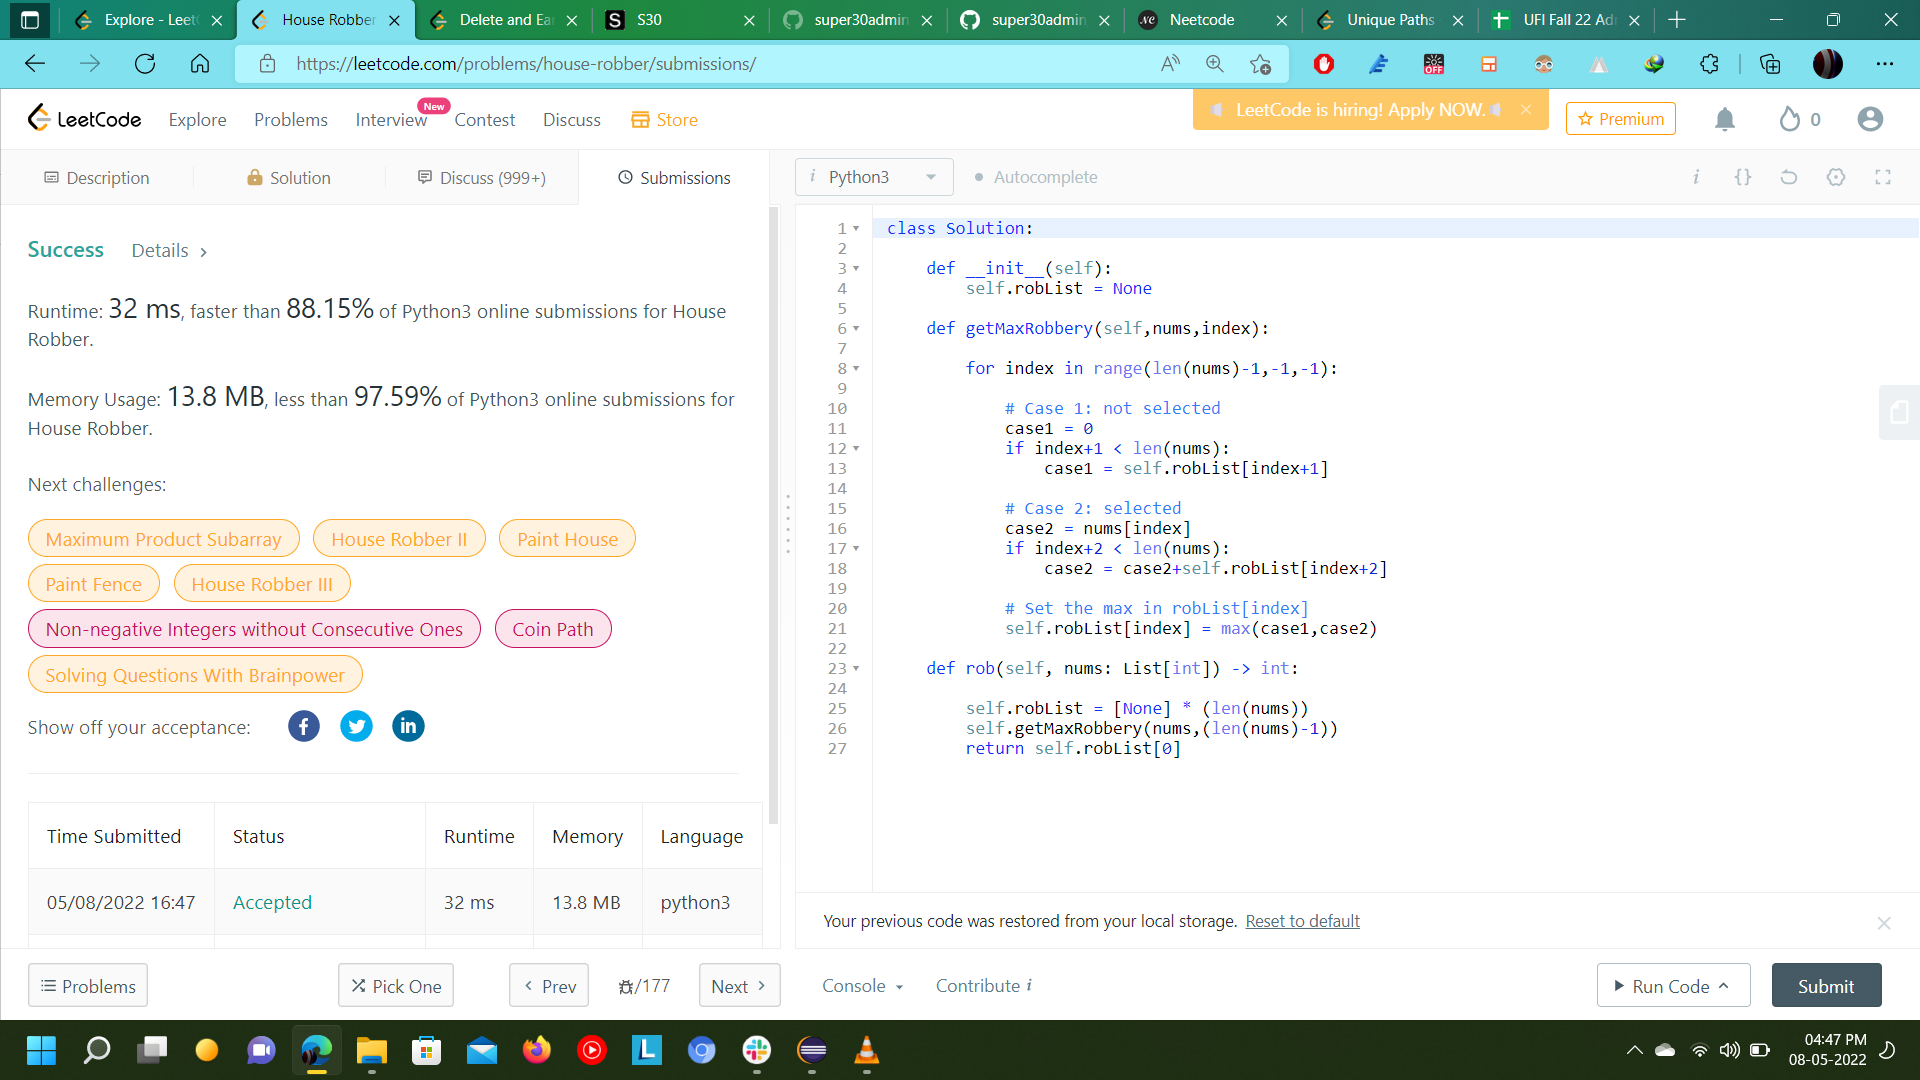 Explore - Leet
House Robber
Delete and Ear
S30
super30admin
super30admin
Neetcode
Unique Paths
UFI Fall 22 Ad
https://leetcode.com/problems/house-robber/submissions/
OFF
LeetCode
Explore
Problems
Interview
New
Contest
Discuss
Store
LeetCode is hiring! Apply NOW.
Premium
0
Description
Solution
Discuss (999+)
Submissions
i Python3
Autocomplete
i {}
Success
Details >
Runtime: 32 ms, faster than 88.15% of Python3 online submissions for House
Robber.
Memory Usage: 13.8 MB, less than 97.59% of Python3 online submissions for
House Robber.
Next challenges:
Maximum Product Subarray
House Robber II
Paint House
Paint Fence
House Robber III
Non-negative Integers without Consecutive Ones
Coin Path
Solving Questions With Brainpower
Show off your acceptance:
Time Submitted Status Runtime Memory Language
05/08/2022 16:47 Accepted 32 ms 13.8 MB python3
1 class Solution:
2
3 def __init__(self):
4 self.robList = None
5
6 def getMaxRobbery(self,nums,index):
7
8 for index in range(len(nums)-1,-1,-1):
9
10 # Case 1: not selected
11 case1 = 0
12 if index+1 < len(nums):
13 case1 = self.robList[index+1]
14
15 # Case 2: selected
16 case2 = nums[index]
17 if index+2 < len(nums):
18 case2 = case2+self.robList[index+2]
19
20 # Set the max in robList[index]
21 self.robList[index] = max(case1,case2)
22
23 def rob(self, nums: List[int]) -> int:
24
25 self.robList = [None] * (len(nums))
26 self.getMaxRobbery(nums,(len(nums)-1))
27 return self.robList[0]
Your previous code was restored from your local storage. Reset to default
Problems
Pick One
< Prev
/177
Next >
Console
Contribute i
Run Code
Submit
04:47 PM
08-05-2022